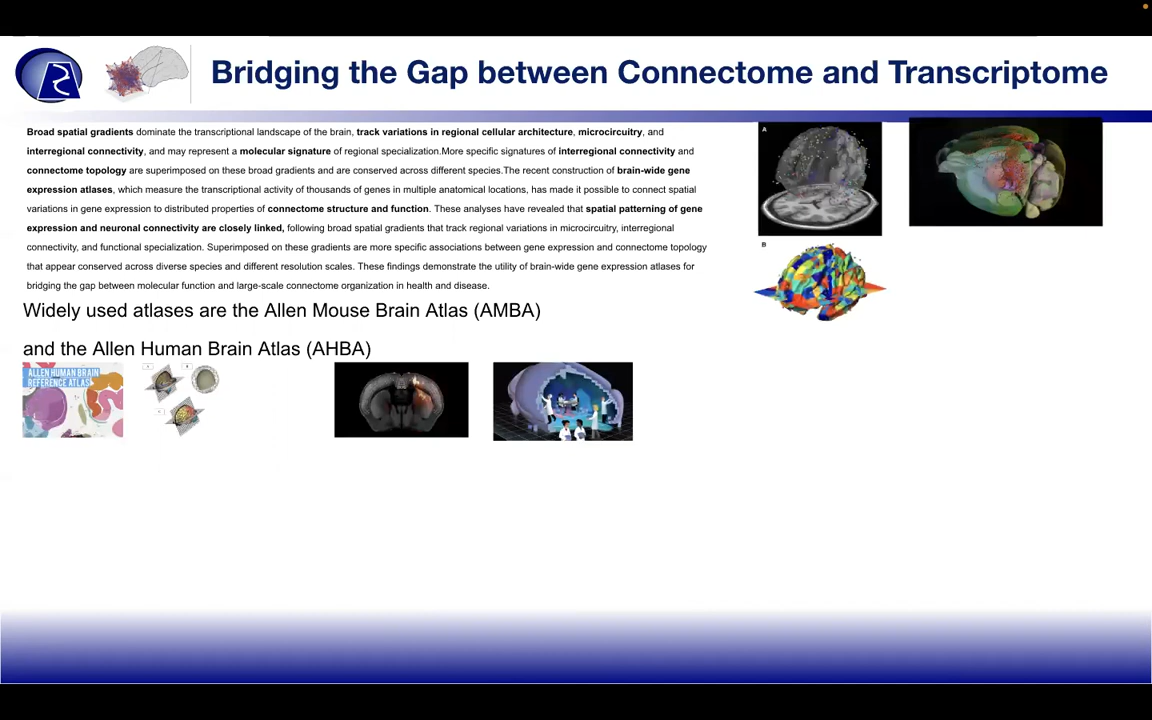 Bridging the Gap between Connectome and Transcriptome
Broad spatial gradients dominate the transcriptional landscape of the brain, track variations in regional cellular architecture, microcircuitry, and
interregional connectivity, and may represent a molecular signature of regional specialization.More specific signatures of interregional connectivity and
connectome topology are superimposed on these broad gradients and are conserved across different species.The recent construction of brain-wide gene
expression atlases, which measure the transcriptional activity of thousands of genes in multiple anatomical locations, has made it possible to connect spatial
variations in gene expression to distributed properties of connectome structure and function. These analyses have revealed that spatial patterning of gene
expression and neuronal connectivity are closely linked, following broad spatial gradients that track regional variations in microcircuitry, interregional
connectivity, and functional specialization. Superimposed on these gradients are more specific associations between gene expression and connectome topology
that appear conserved across diverse species and different resolution scales. These findings demonstrate the utility of brain-wide gene expression atlases for
bridging the gap between molecular function and large-scale connectome organization in health and disease.
A
B
Widely used atlases are the Allen Mouse Brain Atlas (AMBA)
and the Allen Human Brain Atlas (AHBA)
ALLEN HUMAN BRAIN
REFERENCE ATLAS